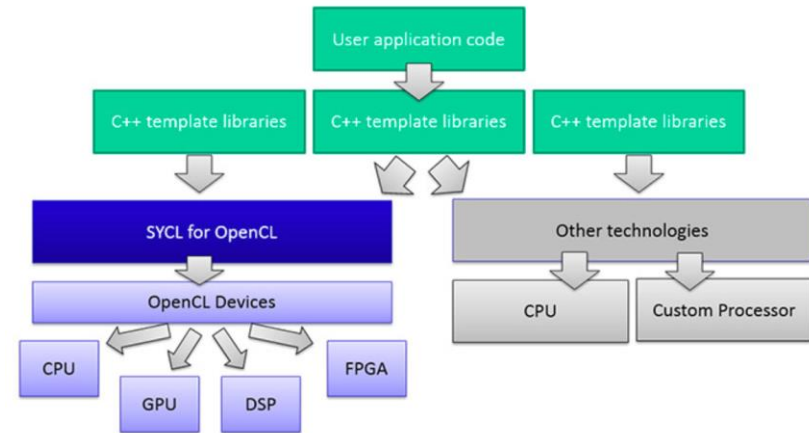 User application code
C++ template libraries
C++ template libraries
C++ template libraries
SYCL for OpenCL
Other technologies
OpenCL Devices
CPU
Custom Processor
CPU
GPU
DSP
FPGA